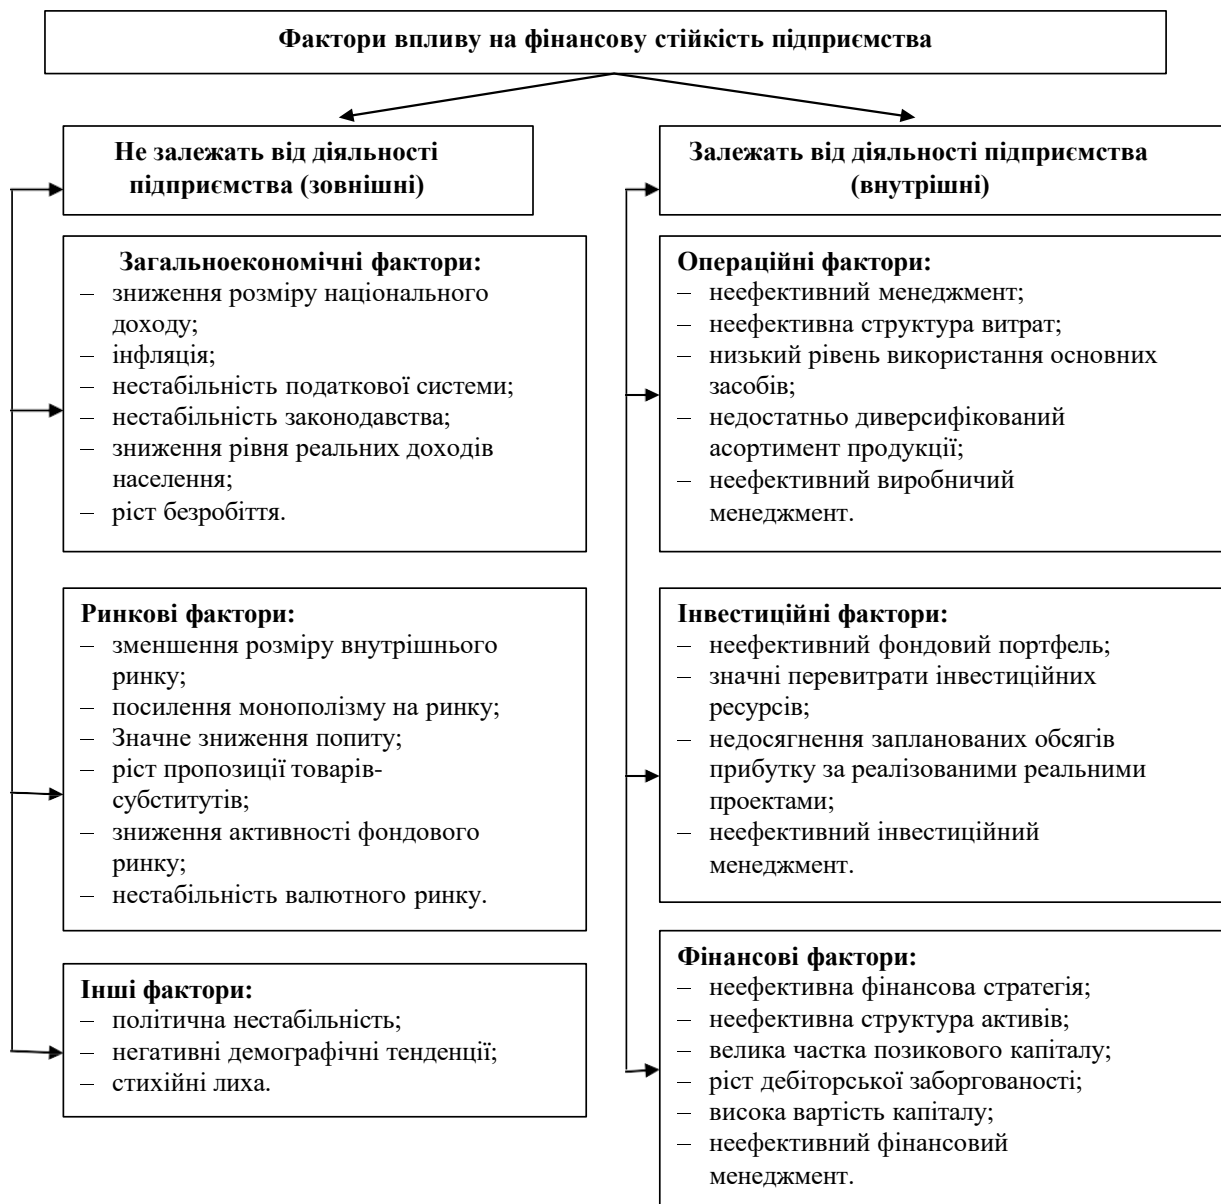 Фактори впливу на фінансову стійкість підприємства
Не залежать від діяльності
підприємства (зовнішні)
Загальноекономічні фактори:
– зниження розміру національного
доходу;
– інфляція;
– нестабільність податкової системи;
– нестабільність законодавства;
– зниження рівня реальних доходів
населення;
– ріст безробіття.
Ринкові фактори:
– зменшення розміру внутрішнього
ринку;
– посилення монополізму на ринку;
– Значне зниження попиту;
– ріст пропозиції товарів-
субститутів;
– зниження активності фондового
ринку;
– нестабільність валютного ринку.
Інші фактори:
– політична нестабільність;
– негативні демографічні тенденції;
– стихійні лиха.
Залежать від діяльності підприємства
(внутрішні)
Операційні фактори:
– неефективний менеджмент;
– неефективна структура витрат;
– низький рівень використання основних
засобів;
– недостатньо диверсифікований
асортимент продукції;
– неефективний виробничий
менеджмент.
Інвестиційні фактори:
– неефективний фондовий портфель;
– значні перевитрати інвестиційних
ресурсів;
– недосягнення запланованих обсягів
прибутку за реалізованими реальними
проектами;
– неефективний інвестиційний
менеджмент.
Фінансові фактори:
– неефективна фінансова стратегія;
– неефективна структура активів;
– велика частка позикового капіталу;
– ріст дебіторської заборгованості;
– висока вартість капіталу;
– неефективний фінансовий
менеджмент.